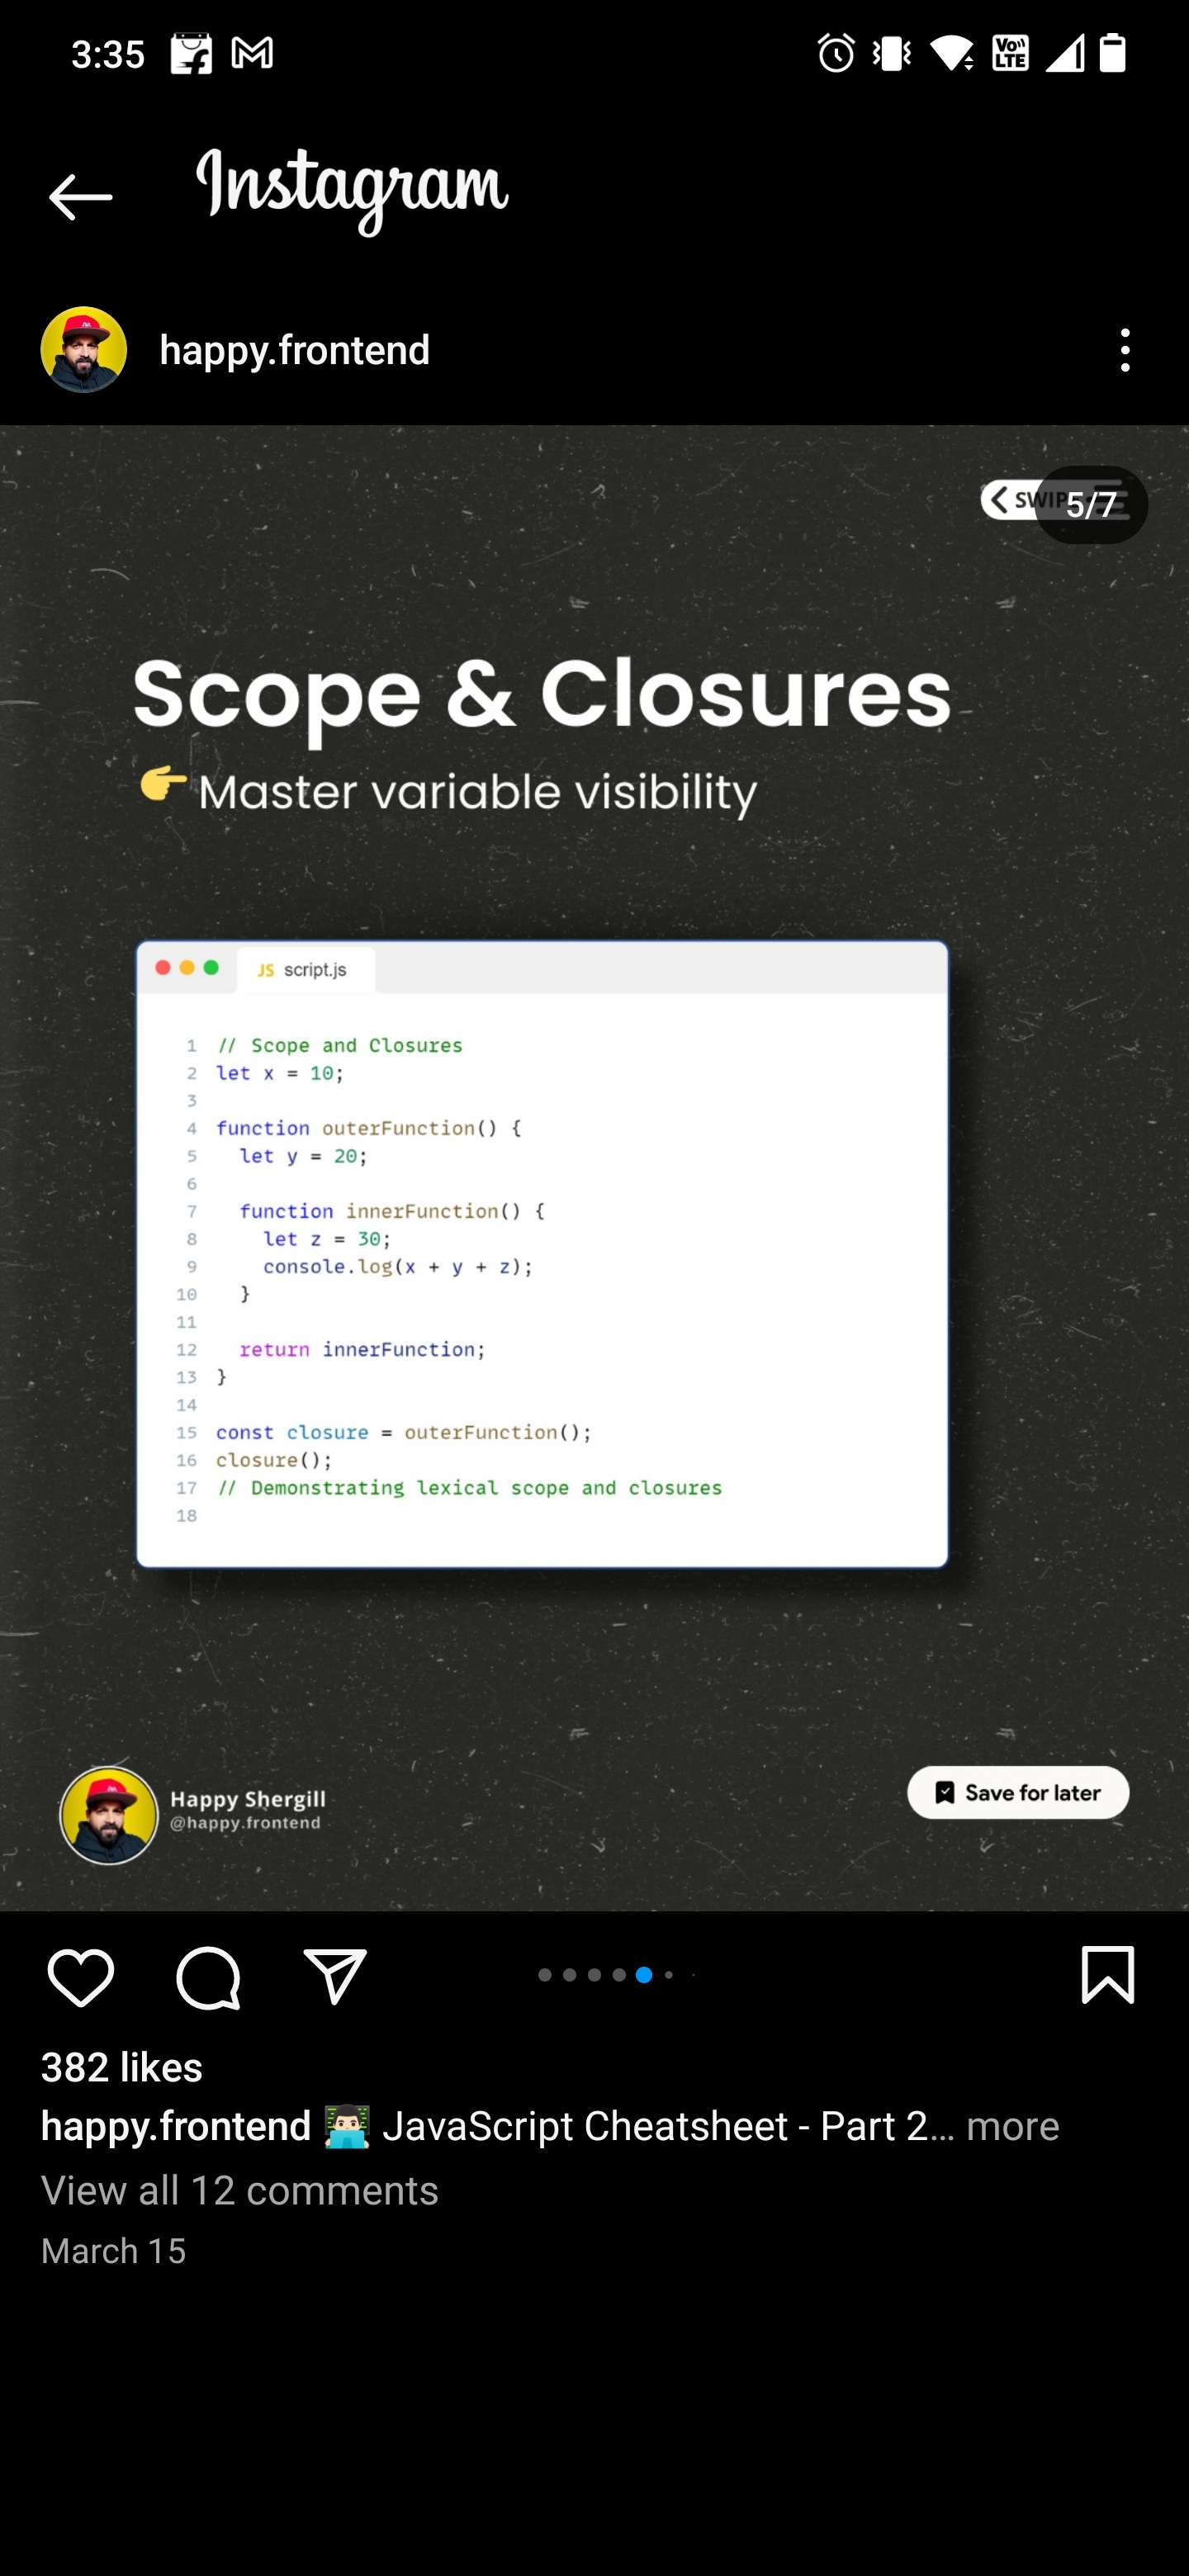 3:35
Vo LTE
Instagram
happy.frontend
5/7
Scope & Closures
👉 Master variable visibility
JS script.js
1 // Scope and Closures
2 let x = 10;
3
4 function outerFunction() {
5   let y = 20;
6
7   function innerFunction() {
8     let z = 30;
9     console.log(x + y + z);
10   }
11
12   return innerFunction;
13 }
14
15 const closure = outerFunction();
16 closure();
17 // Demonstrating lexical scope and closures
18
Happy Shergill
@happy.frontend
Save for later
382 likes
happy.frontend 👨🏻‍💻 JavaScript Cheatsheet - Part 2... more
View all 12 comments
March 15